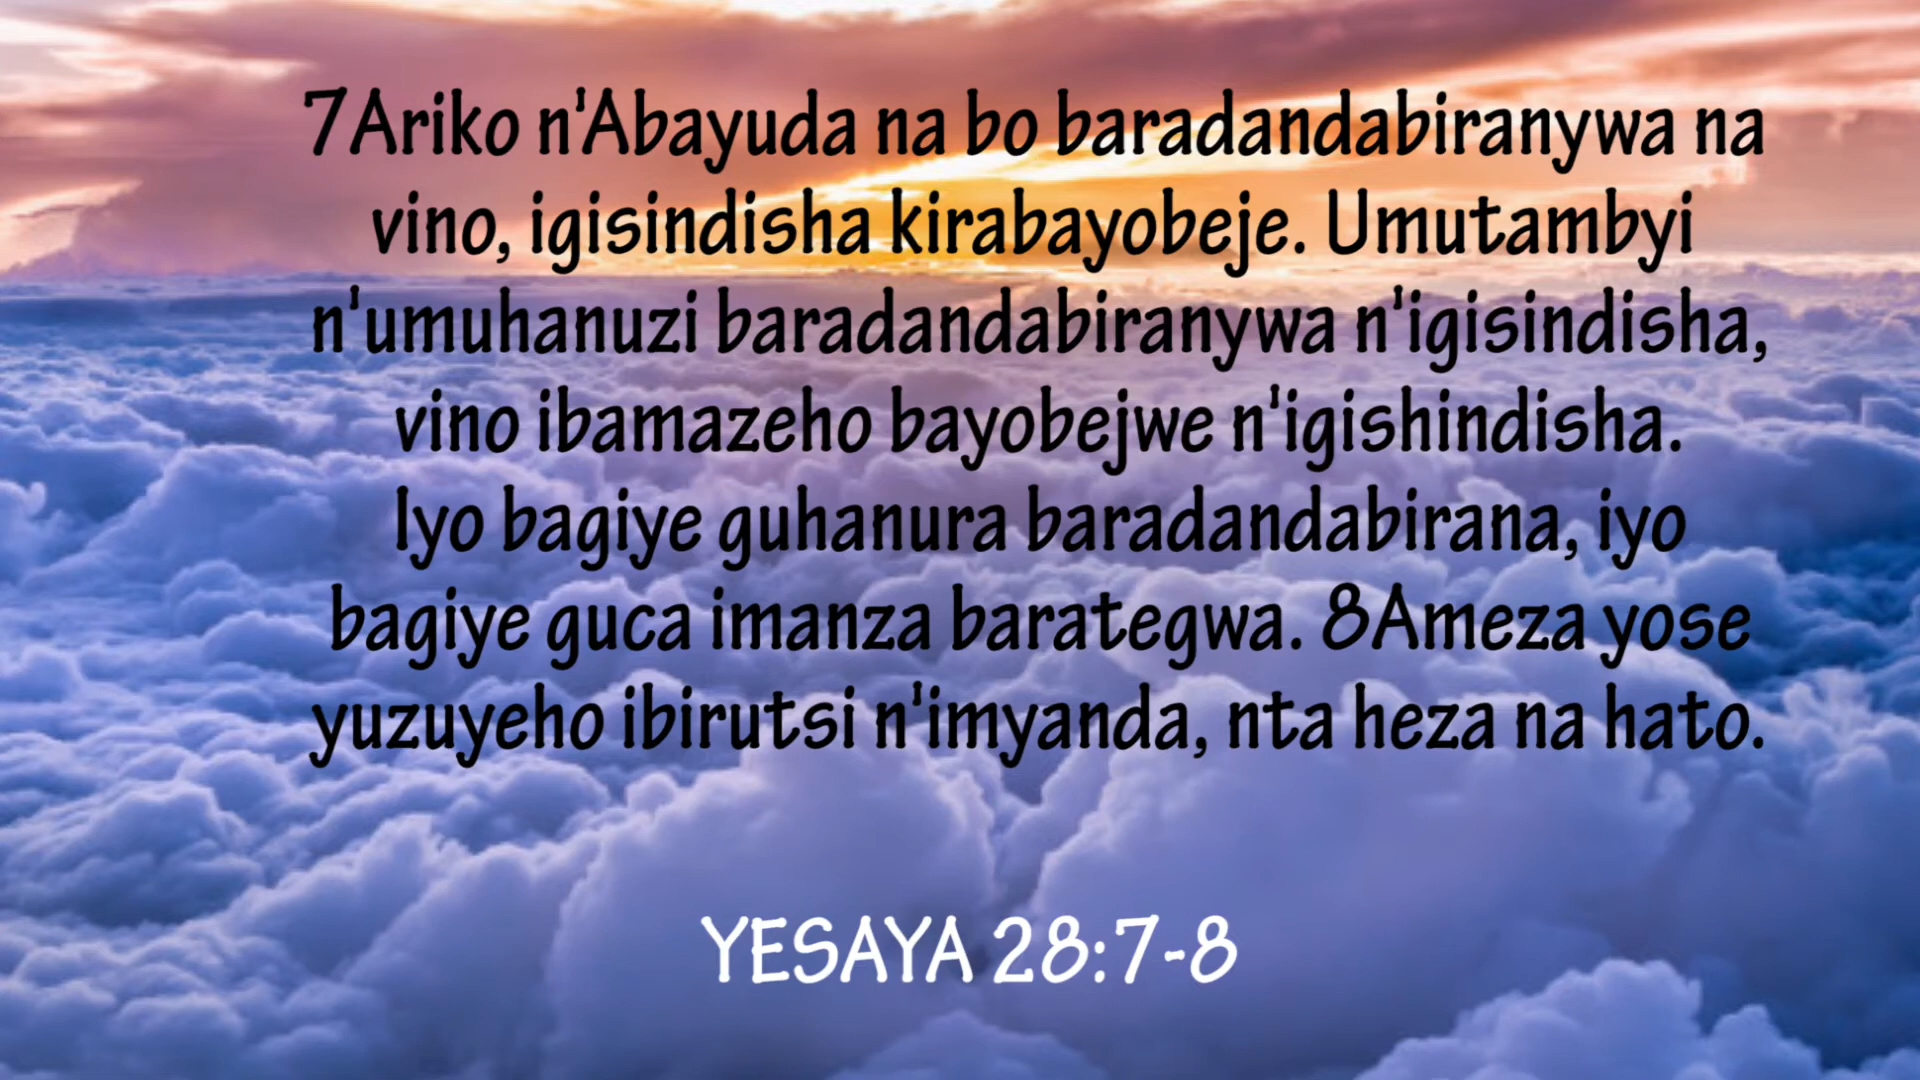 7Ariko n'Abayuda na bo baradandabiranywa na
vino, igisindisha kirabayobeje. Umutambyi
n'umuhanuzi baradandabiranywa n'igisindisha,
vino ibamazeho bayobejwe n'igishindisha.
Iyo bagiye guhanura baradandabirana, iyo
bagiye guca imanza barategwa. 8Ameza yose
yuzuyeho ibirutsi n'imyanda, nta heza na hato.
YESAYA 28:7-8